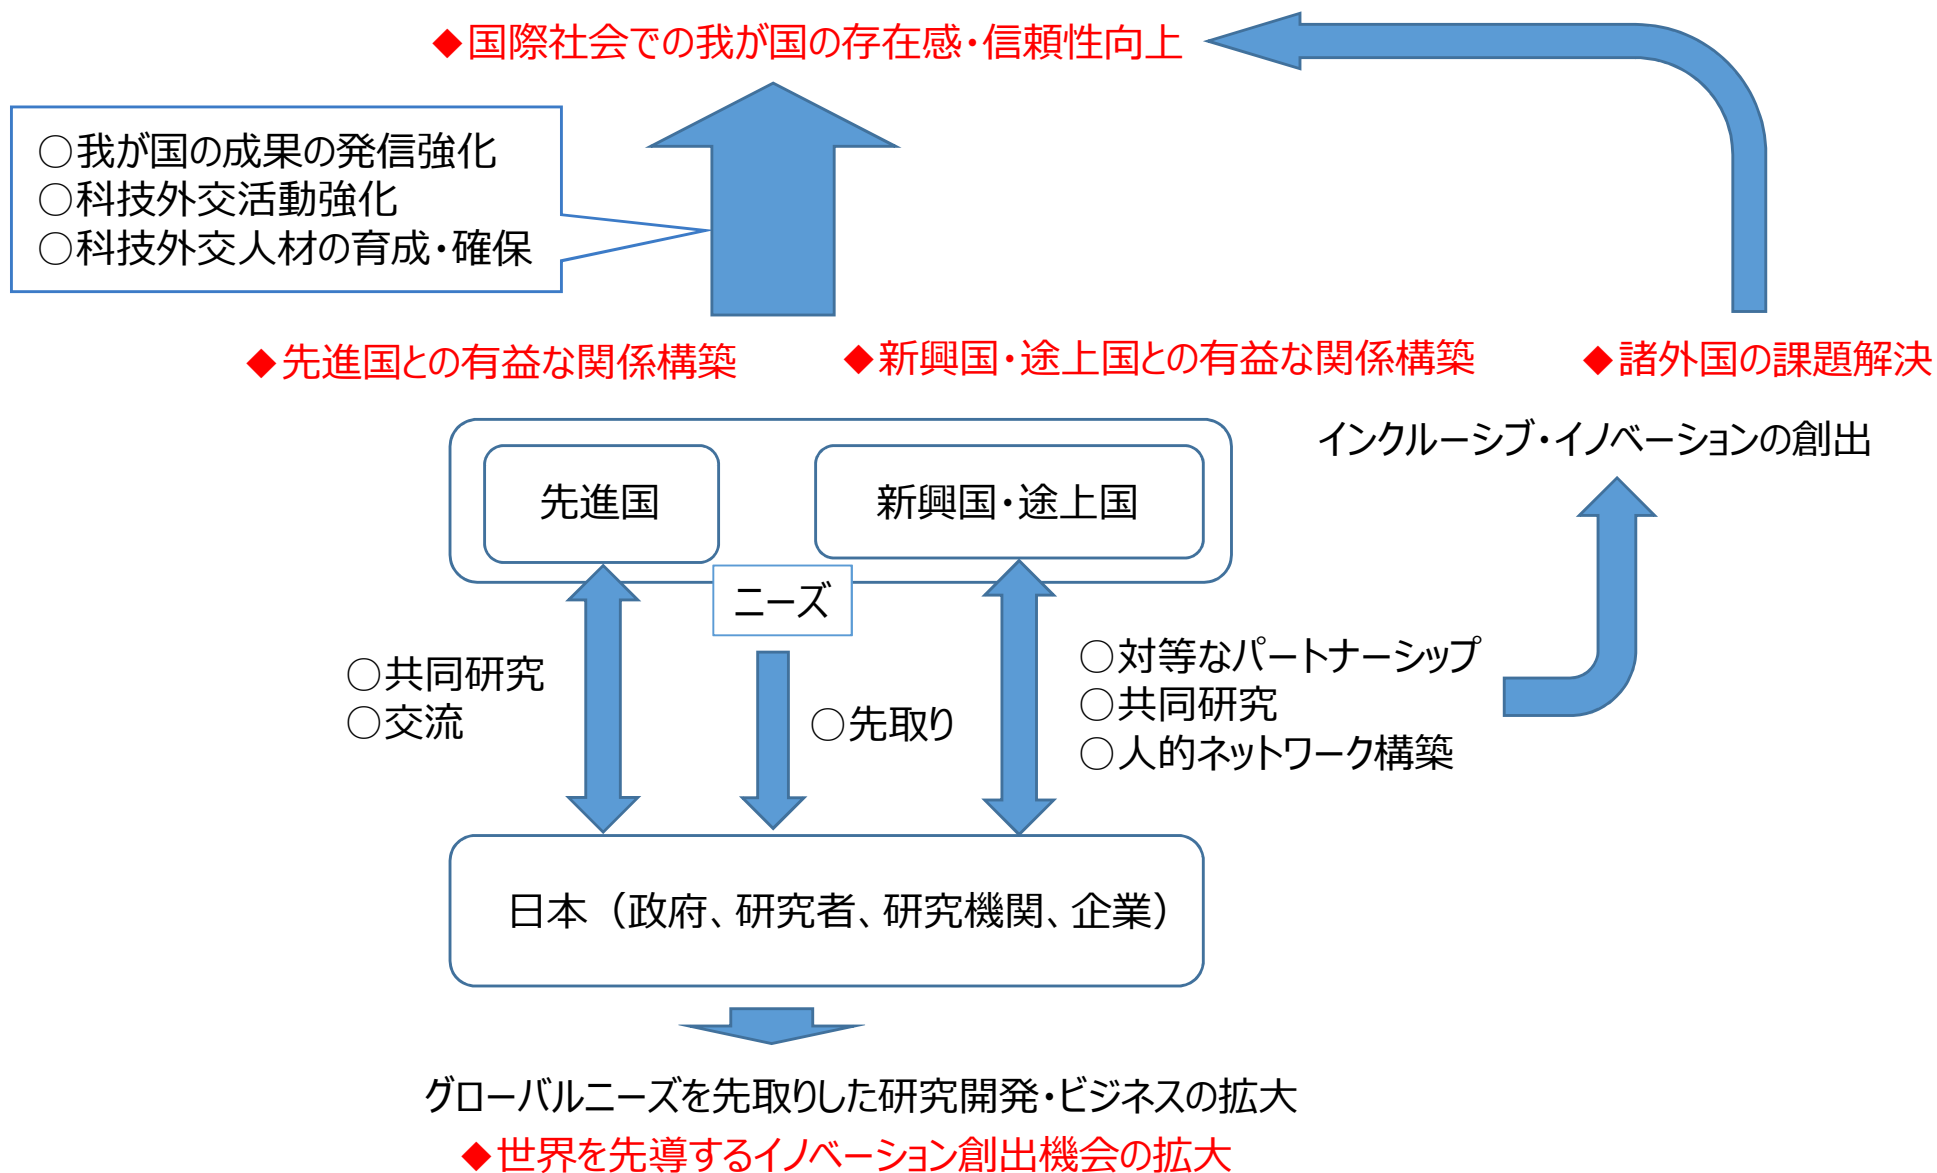 ◆国際社会での我が国の存在感・信頼性向上
○我が国の成果の発信強化
○科技外交活動強化
○科技外交人材の育成・確保
◆先進国との有益な関係構築
◆新興国・途上国との有益な関係構築
◆諸外国の課題解決
インクルーシブ・イノベーションの創出
先進国
新興国・途上国
ニーズ
○共同研究
○交流
○先取り
○対等なパートナーシップ
○共同研究
○人的ネットワーク構築
日本（政府、研究者、研究機関、企業）
グローバルニーズを先取りした研究開発・ビジネスの拡大
◆世界を先導するイノベーション創出機会の拡大